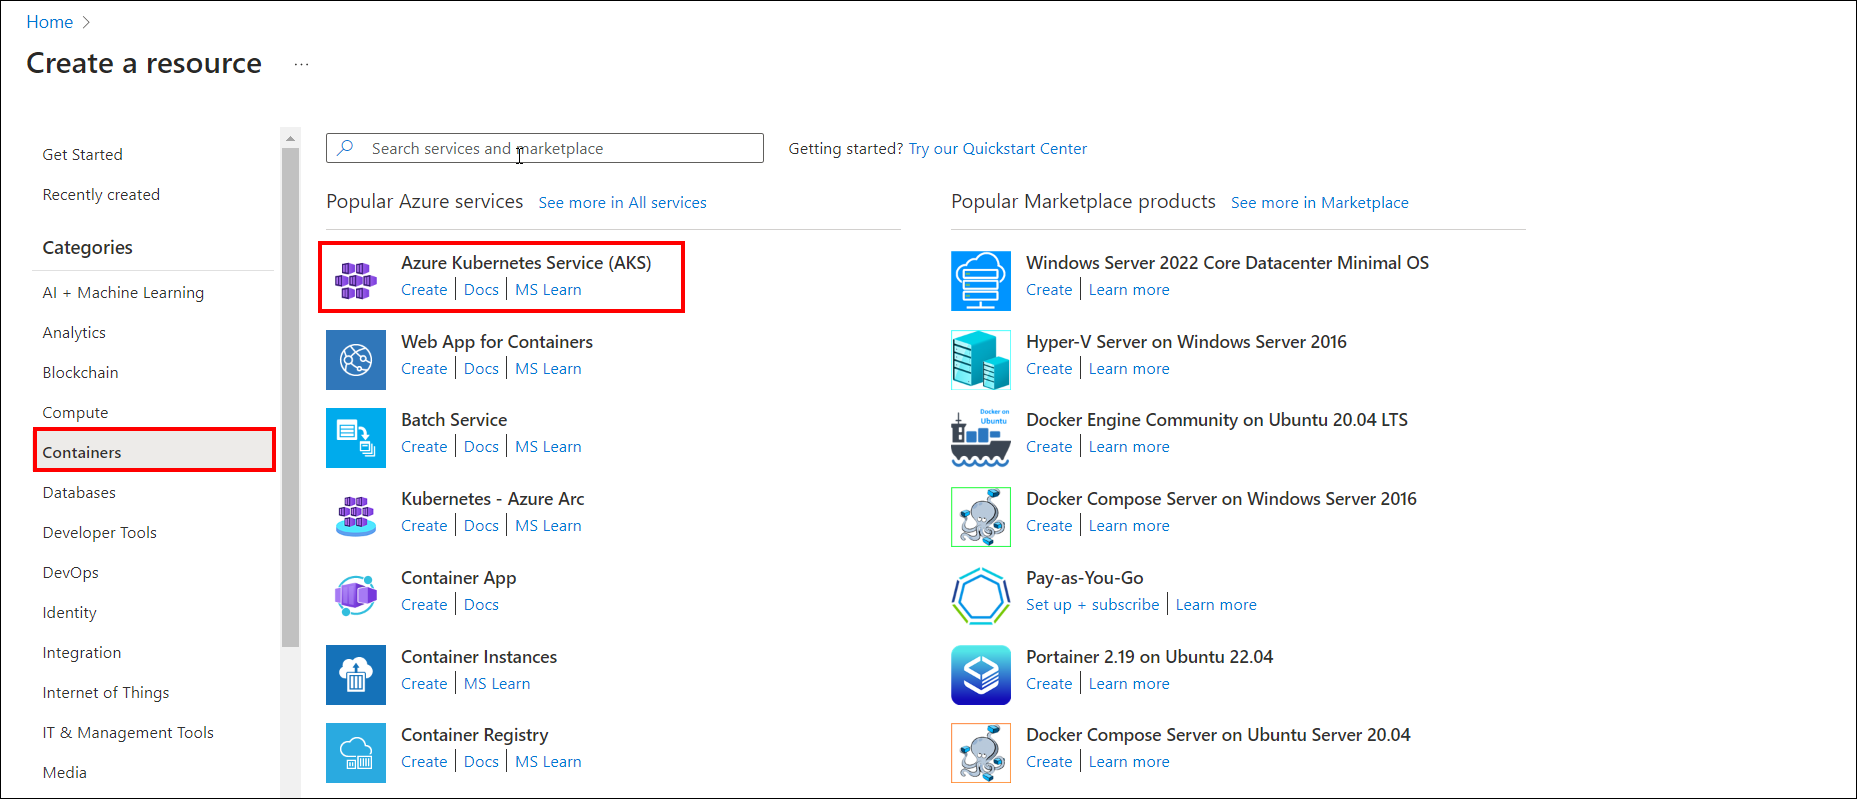 Home
Create a resource
...
Get Started
Recently created
Categories
AI + Machine Learning
Analytics
Blockchain
Compute
Containers
Databases
Developer Tools
DevOps
Identity
Integration
Internet of Things
IT & Management Tools
Media
Search services and marketplace
Getting started? Try our Quickstart Center
Popular Azure services See more in All services
Azure Kubernetes Service (AKS)
Create | Docs | MS Learn
Web App for Containers
Create | Docs | MS Learn
Batch Service
Create | Docs | MS Learn
Kubernetes - Azure Arc
Create | Docs | MS Learn
Container App
Create | Docs
Container Instances
Create | MS Learn
Container Registry
Create | Docs | MS Learn
Popular Marketplace products See more in Marketplace
Windows Server 2022 Core Datacenter Minimal OS
Create | Learn more
Hyper-V Server on Windows Server 2016
Create | Learn more
Docker on
Ubuntu
Docker Engine Community on Ubuntu 20.04 LTS
Create | Learn more
Docker Compose Server on Windows Server 2016
Create | Learn more
Pay-as-You-Go
Set up + subscribe | Learn more
Portainer 2.19 on Ubuntu 22.04
Create | Learn more
Docker Compose Server on Ubuntu Server 20.04
Create | Learn more